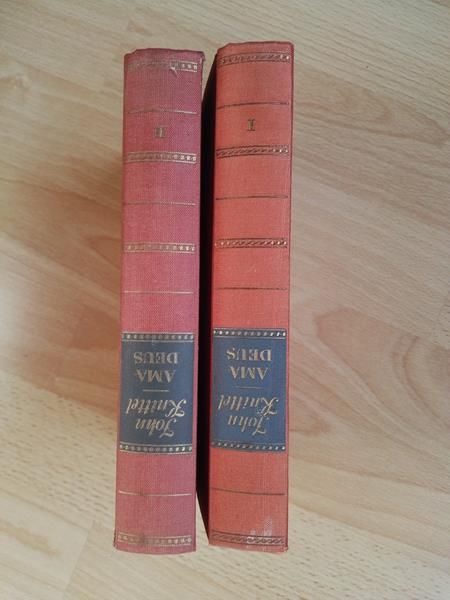 John
Knittel
AMA-
DEUS
I
John
Knittel
AMA-
DEUS
II